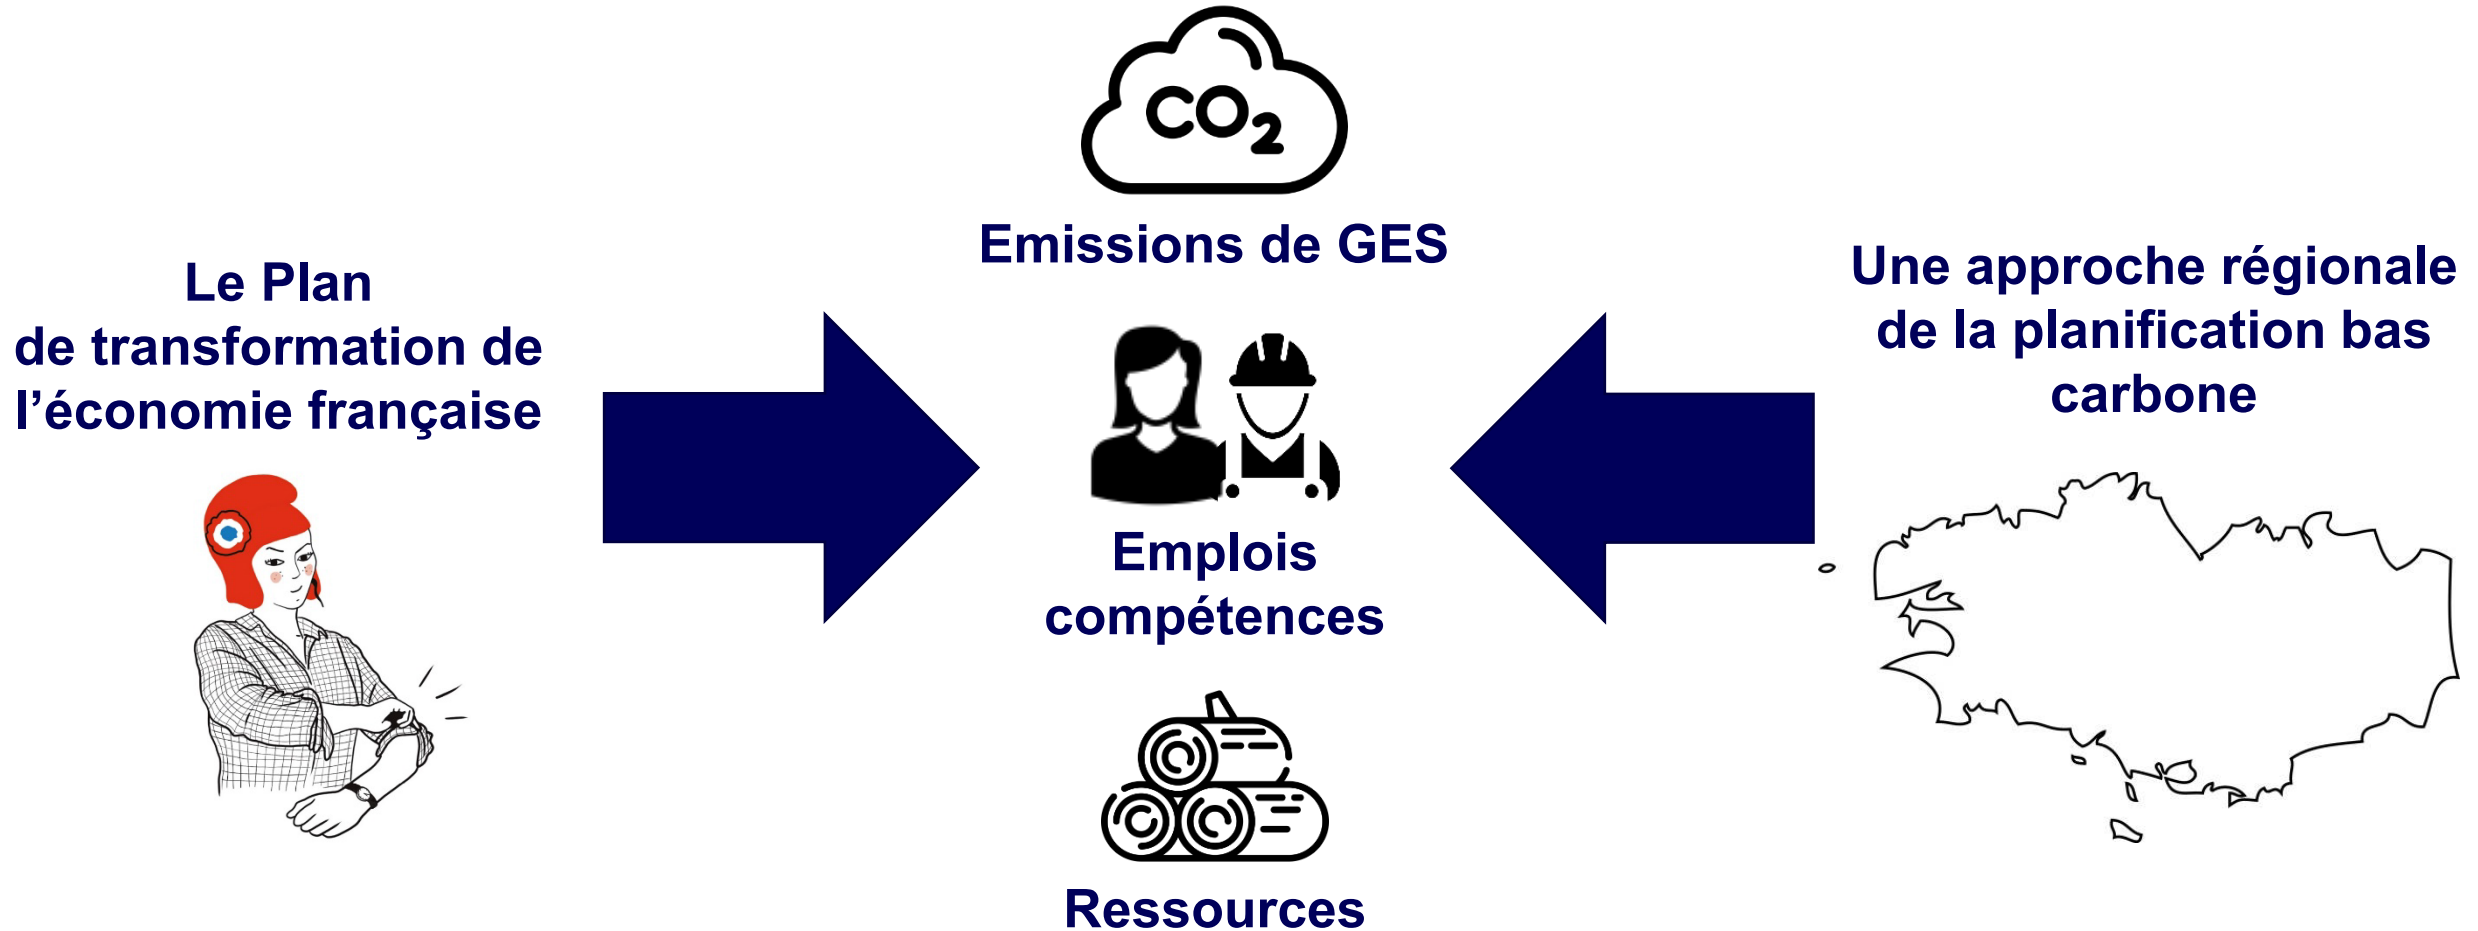 Le Plan
de transformation de
l’économie française
CO2
Emissions de GES
Emplois
compétences
Ressources
Une approche régionale
de la planification bas
carbone